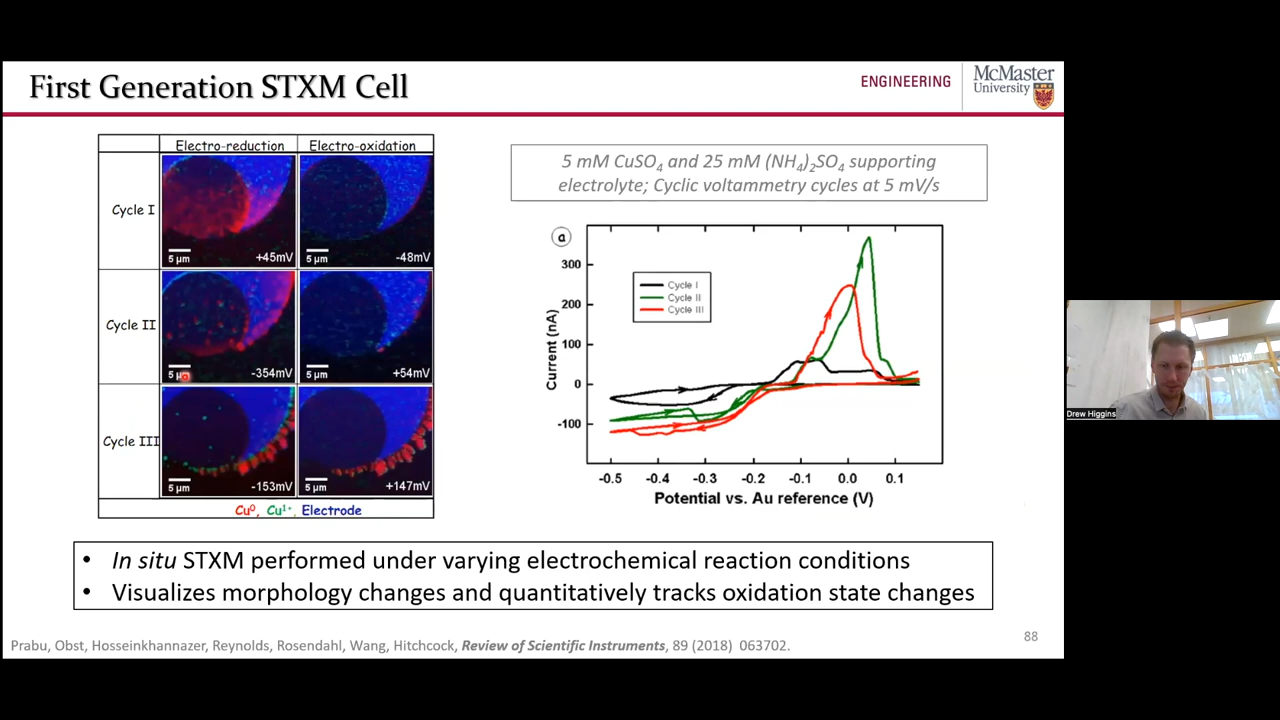 First Generation STXM Cell
ENGINEERING
McMaster
University
Electro-reduction Electro-oxidation
Cycle I
5 µm +45mV
5 µm -48mV
Cycle II
5 µm -354mV
5 µm +54mV
Cycle III
5 µm -153mV
5 µm +147mV
Cu⁰, Cu¹⁺, Electrode
5 mM CuSO₄ and 25 mM (NH₄)₂SO₄ supporting
electrolyte; Cyclic voltammetry cycles at 5 mV/s
a
Cycle I
Cycle II
Cycle III
Current (nA)
300
200
100
0
-100
-0.5 -0.4 -0.3 -0.2 -0.1 0.0 0.1
Potential vs. Au reference (V)
• In situ STXM performed under varying electrochemical reaction conditions
• Visualizes morphology changes and quantitatively tracks oxidation state changes
88
Prabu, Obst, Hosseinkhannazer, Reynolds, Rosendahl, Wang, Hitchcock, Review of Scientific Instruments, 89 (2018) 063702.
Drew Higgins